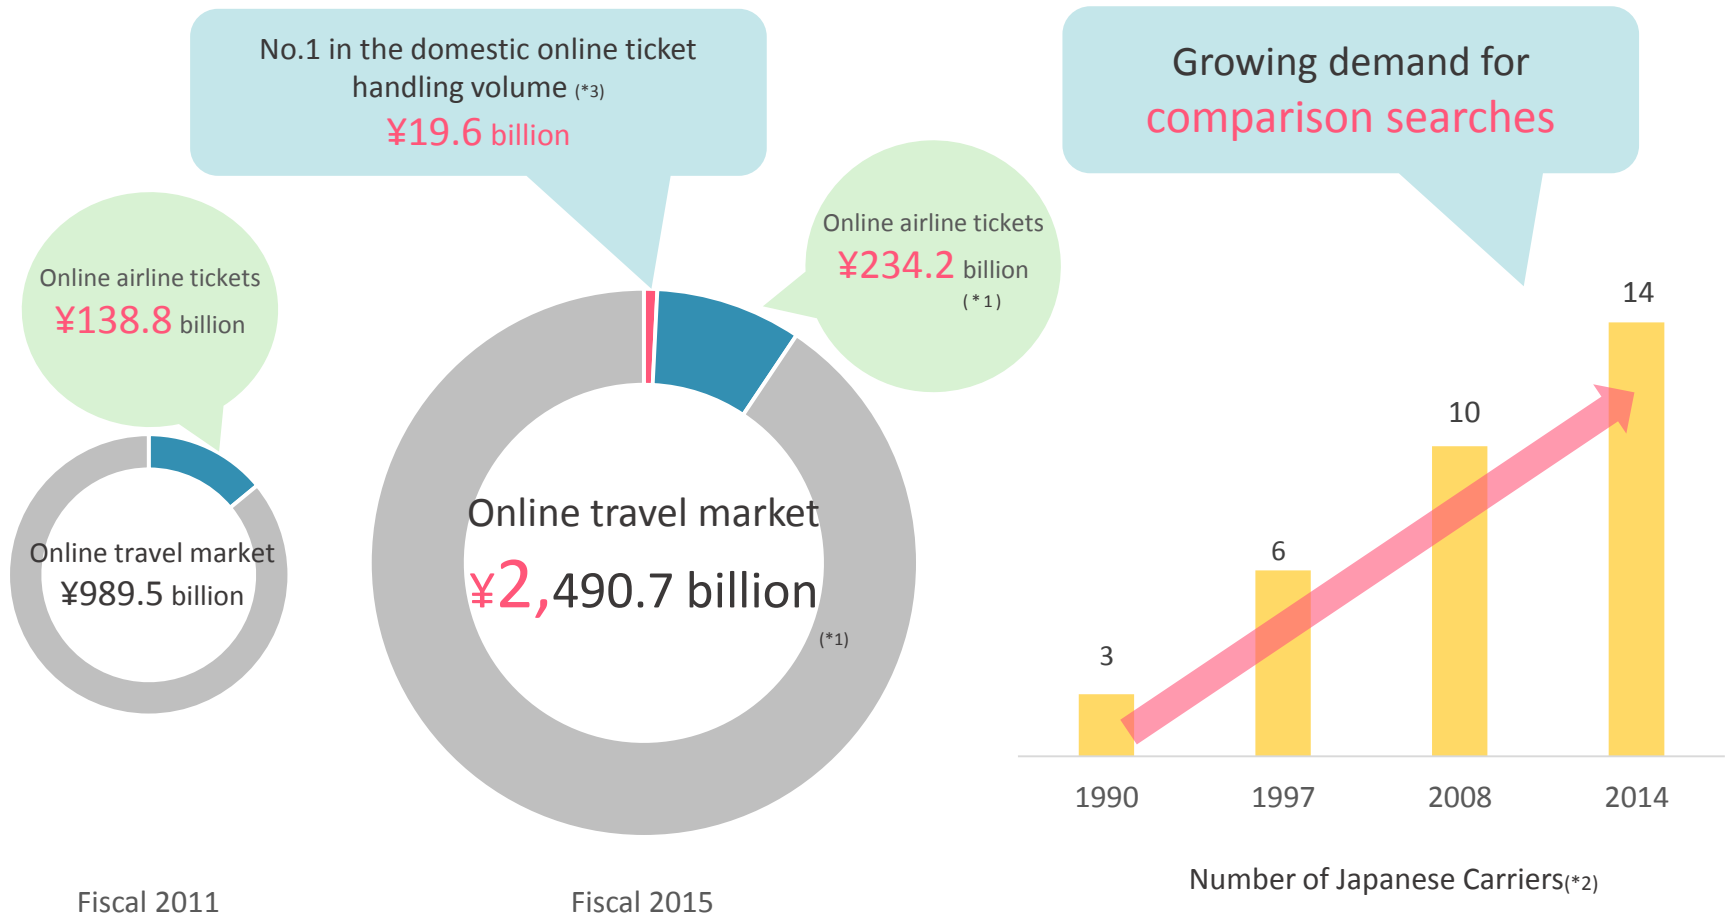 No.1 in the domestic online ticket
handling volume (*3)
¥19.6 billion
Growing demand for
comparison searches
Online airline tickets
¥138.8 billion
Online airline tickets
¥234.2 billion
(*1)
Online travel market
¥989.5 billion
Online travel market
¥2,490.7 billion
(*1)
3
6
10
14
1990
1997
2008
2014
Number of Japanese Carriers(*2)
Fiscal 2011
Fiscal 2015